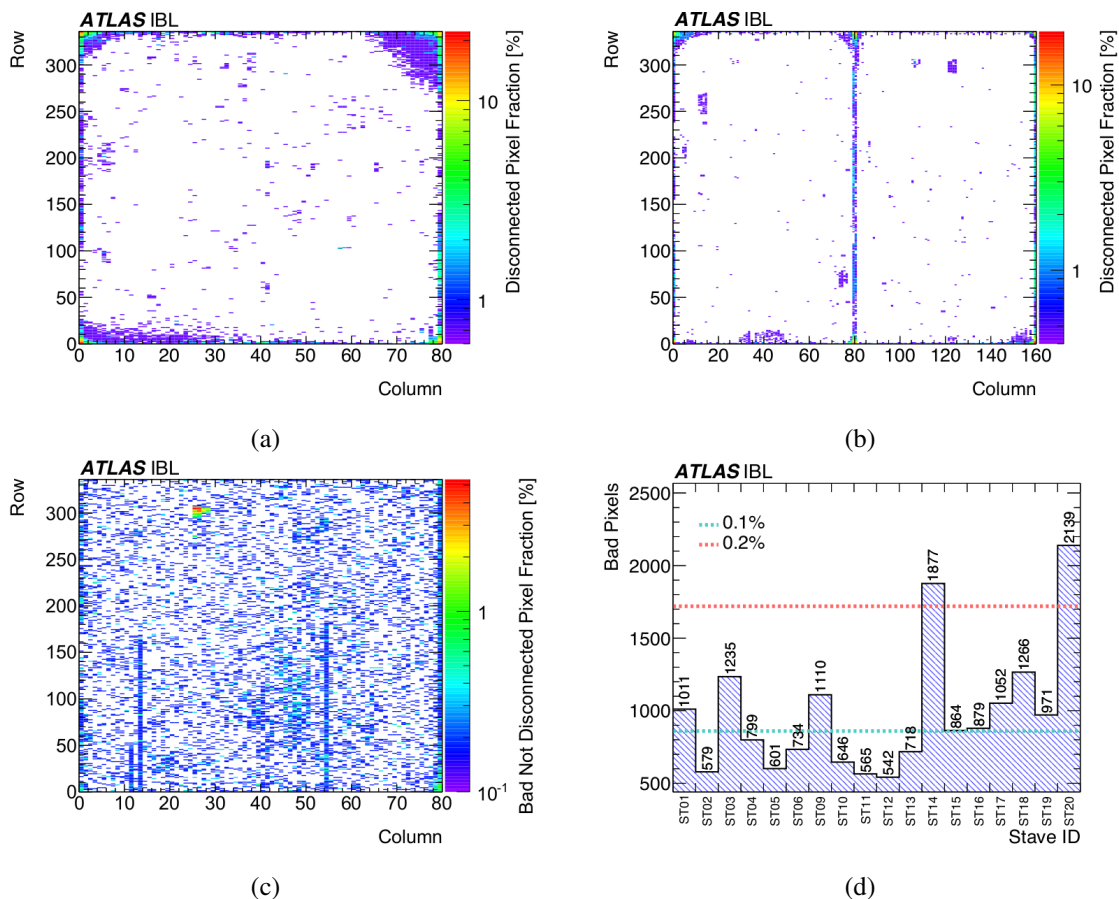 ATLAS IBL
Row
300
250
200
150
100
50
0
0 10 20 30 40 50 60 70 80
Column
10
1
Disconnected Pixel Fraction [%]
(a)
ATLAS IBL
Row
300
250
200
150
100
50
0
0 20 40 60 80 100 120 140 160
Column
10
1
Disconnected Pixel Fraction [%]
(b)
ATLAS IBL
Row
300
250
200
150
100
50
0
0 10 20 30 40 50 60 70 80
Column
1
10⁻¹
Bad Not Disconnected Pixel Fraction [%]
(c)
ATLAS IBL
Bad Pixels
2500
2000
1500
1000
500
0.1%
0.2%
1011 579 1235 799 601 734 1110 646 565 542 718 1877 864 879 1052 1266 971 2139
ST01 ST02 ST03 ST04 ST05 ST06 ST09 ST10 ST11 ST12 ST13 ST14 ST15 ST16 ST17 ST18 ST19 ST20
Stave ID
(d)